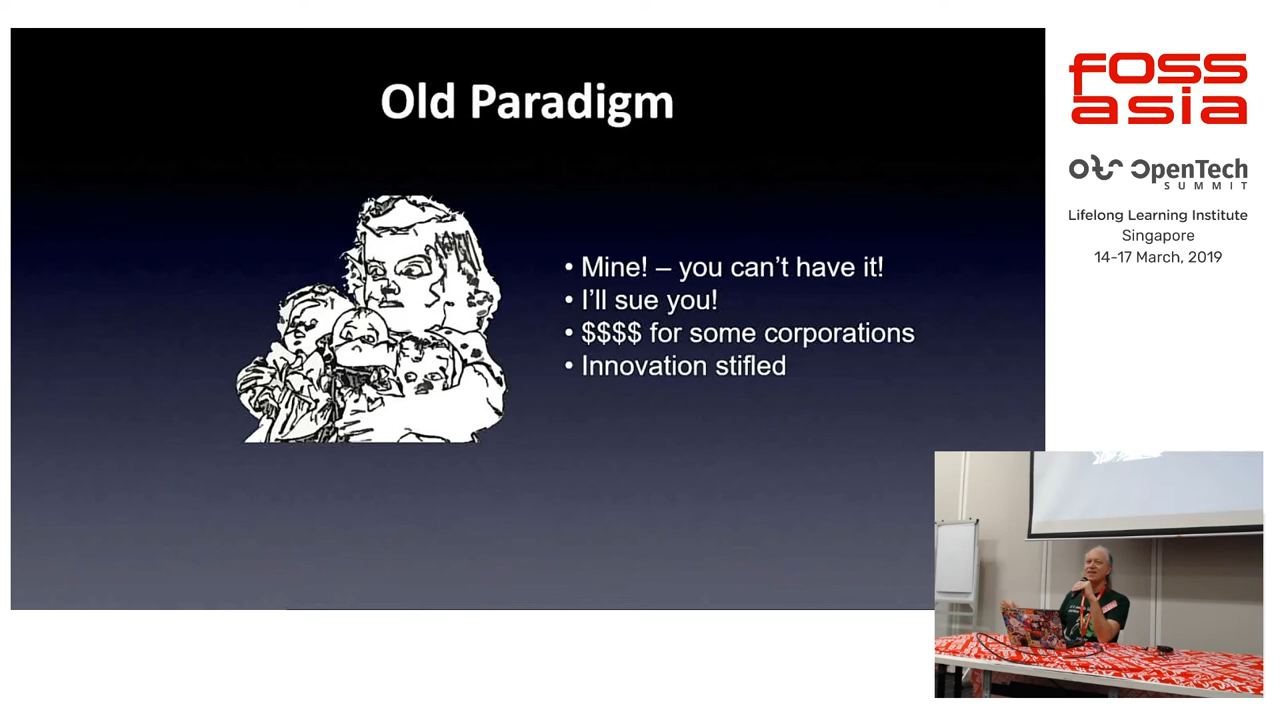 Old Paradigm
• Mine! – you can’t have it!
• I’ll sue you!
• $$$$ for some corporations
• Innovation stifled
FOSS
asia
OpenTech
SUMMIT
Lifelong Learning Institute
Singapore
14-17 March, 2019